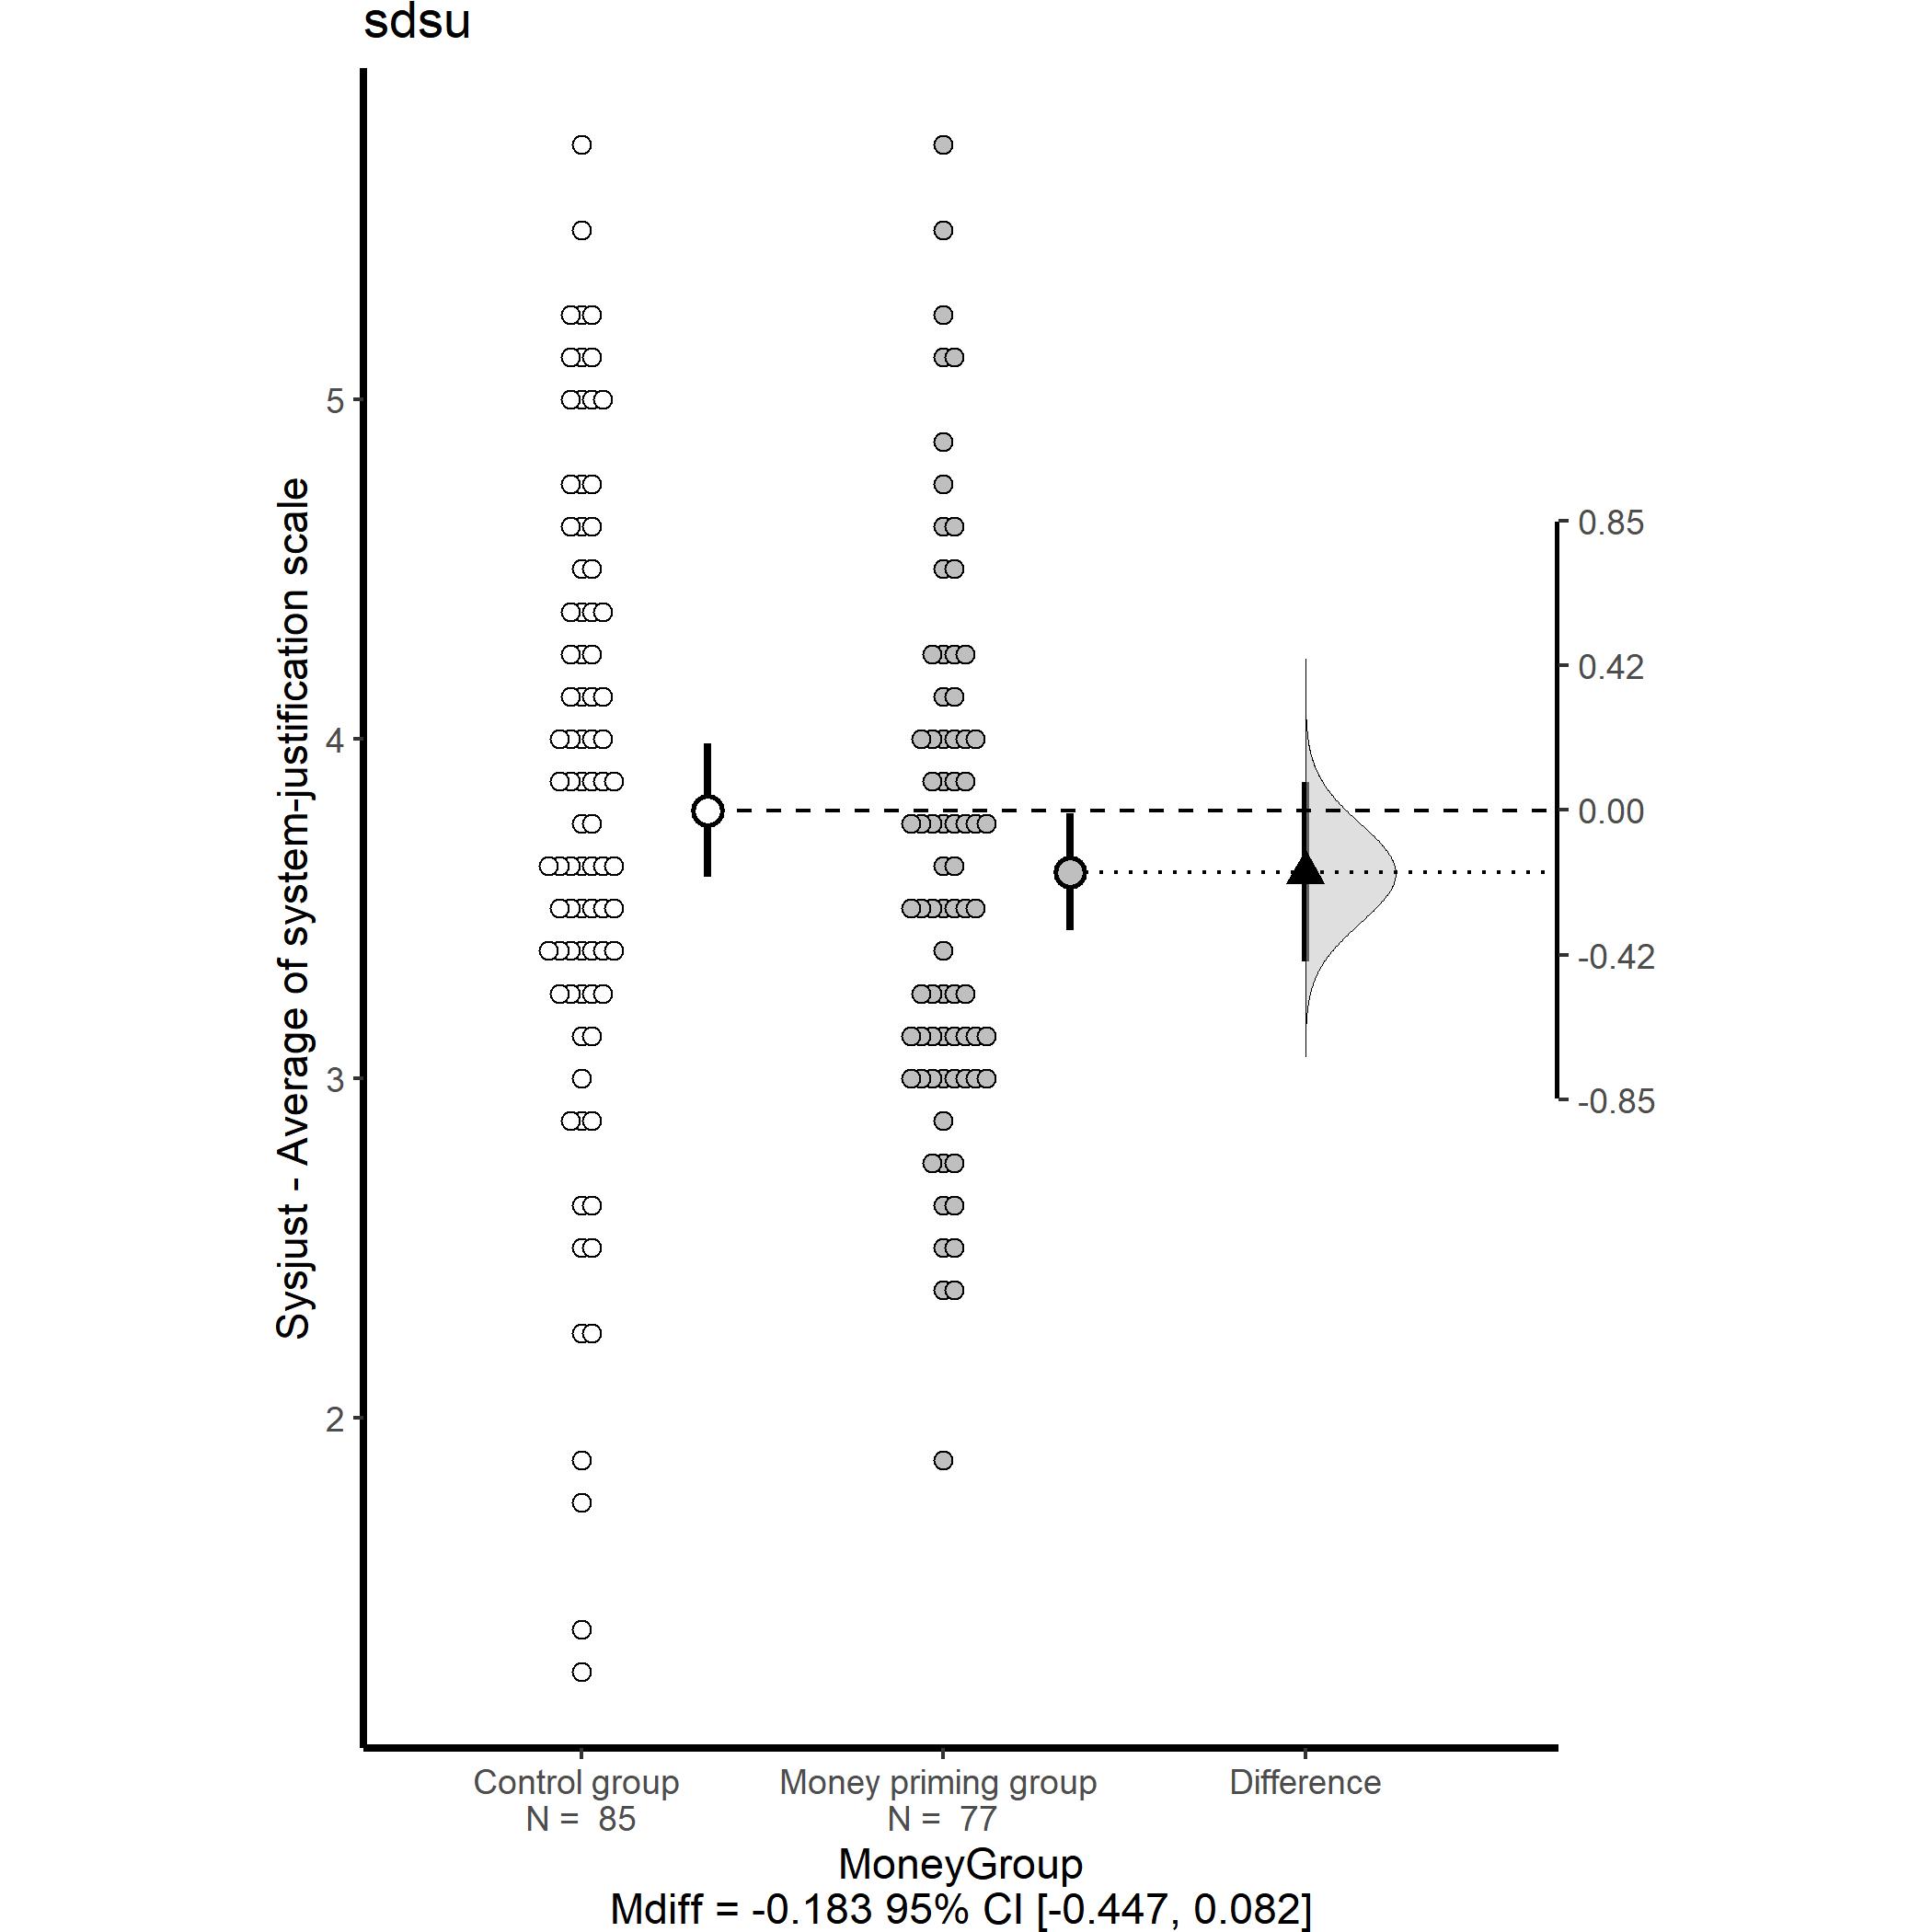 sdsu
Sysjust - Average of system-justification scale
5
4
3
2
0.85
0.42
0.00
-0.42
-0.85
Control group
N =  85
Money priming group
N =  77
Difference
MoneyGroup
Mdiff = -0.183 95% CI [-0.447, 0.082]